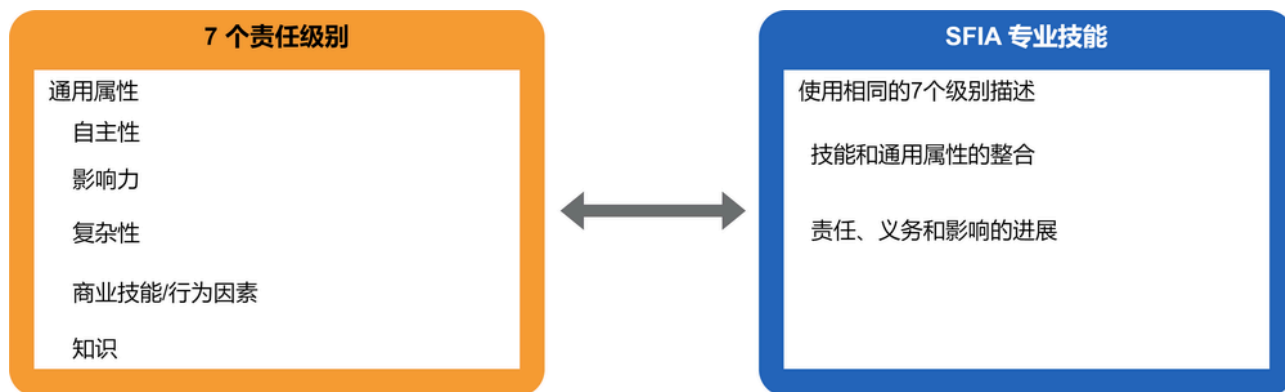 7 个责任级别
通用属性
自主性
影响力
复杂性
商业技能/行为因素
知识
SFIA 专业技能
使用相同的7个级别描述
技能和通用属性的整合
责任、义务和影响的进展